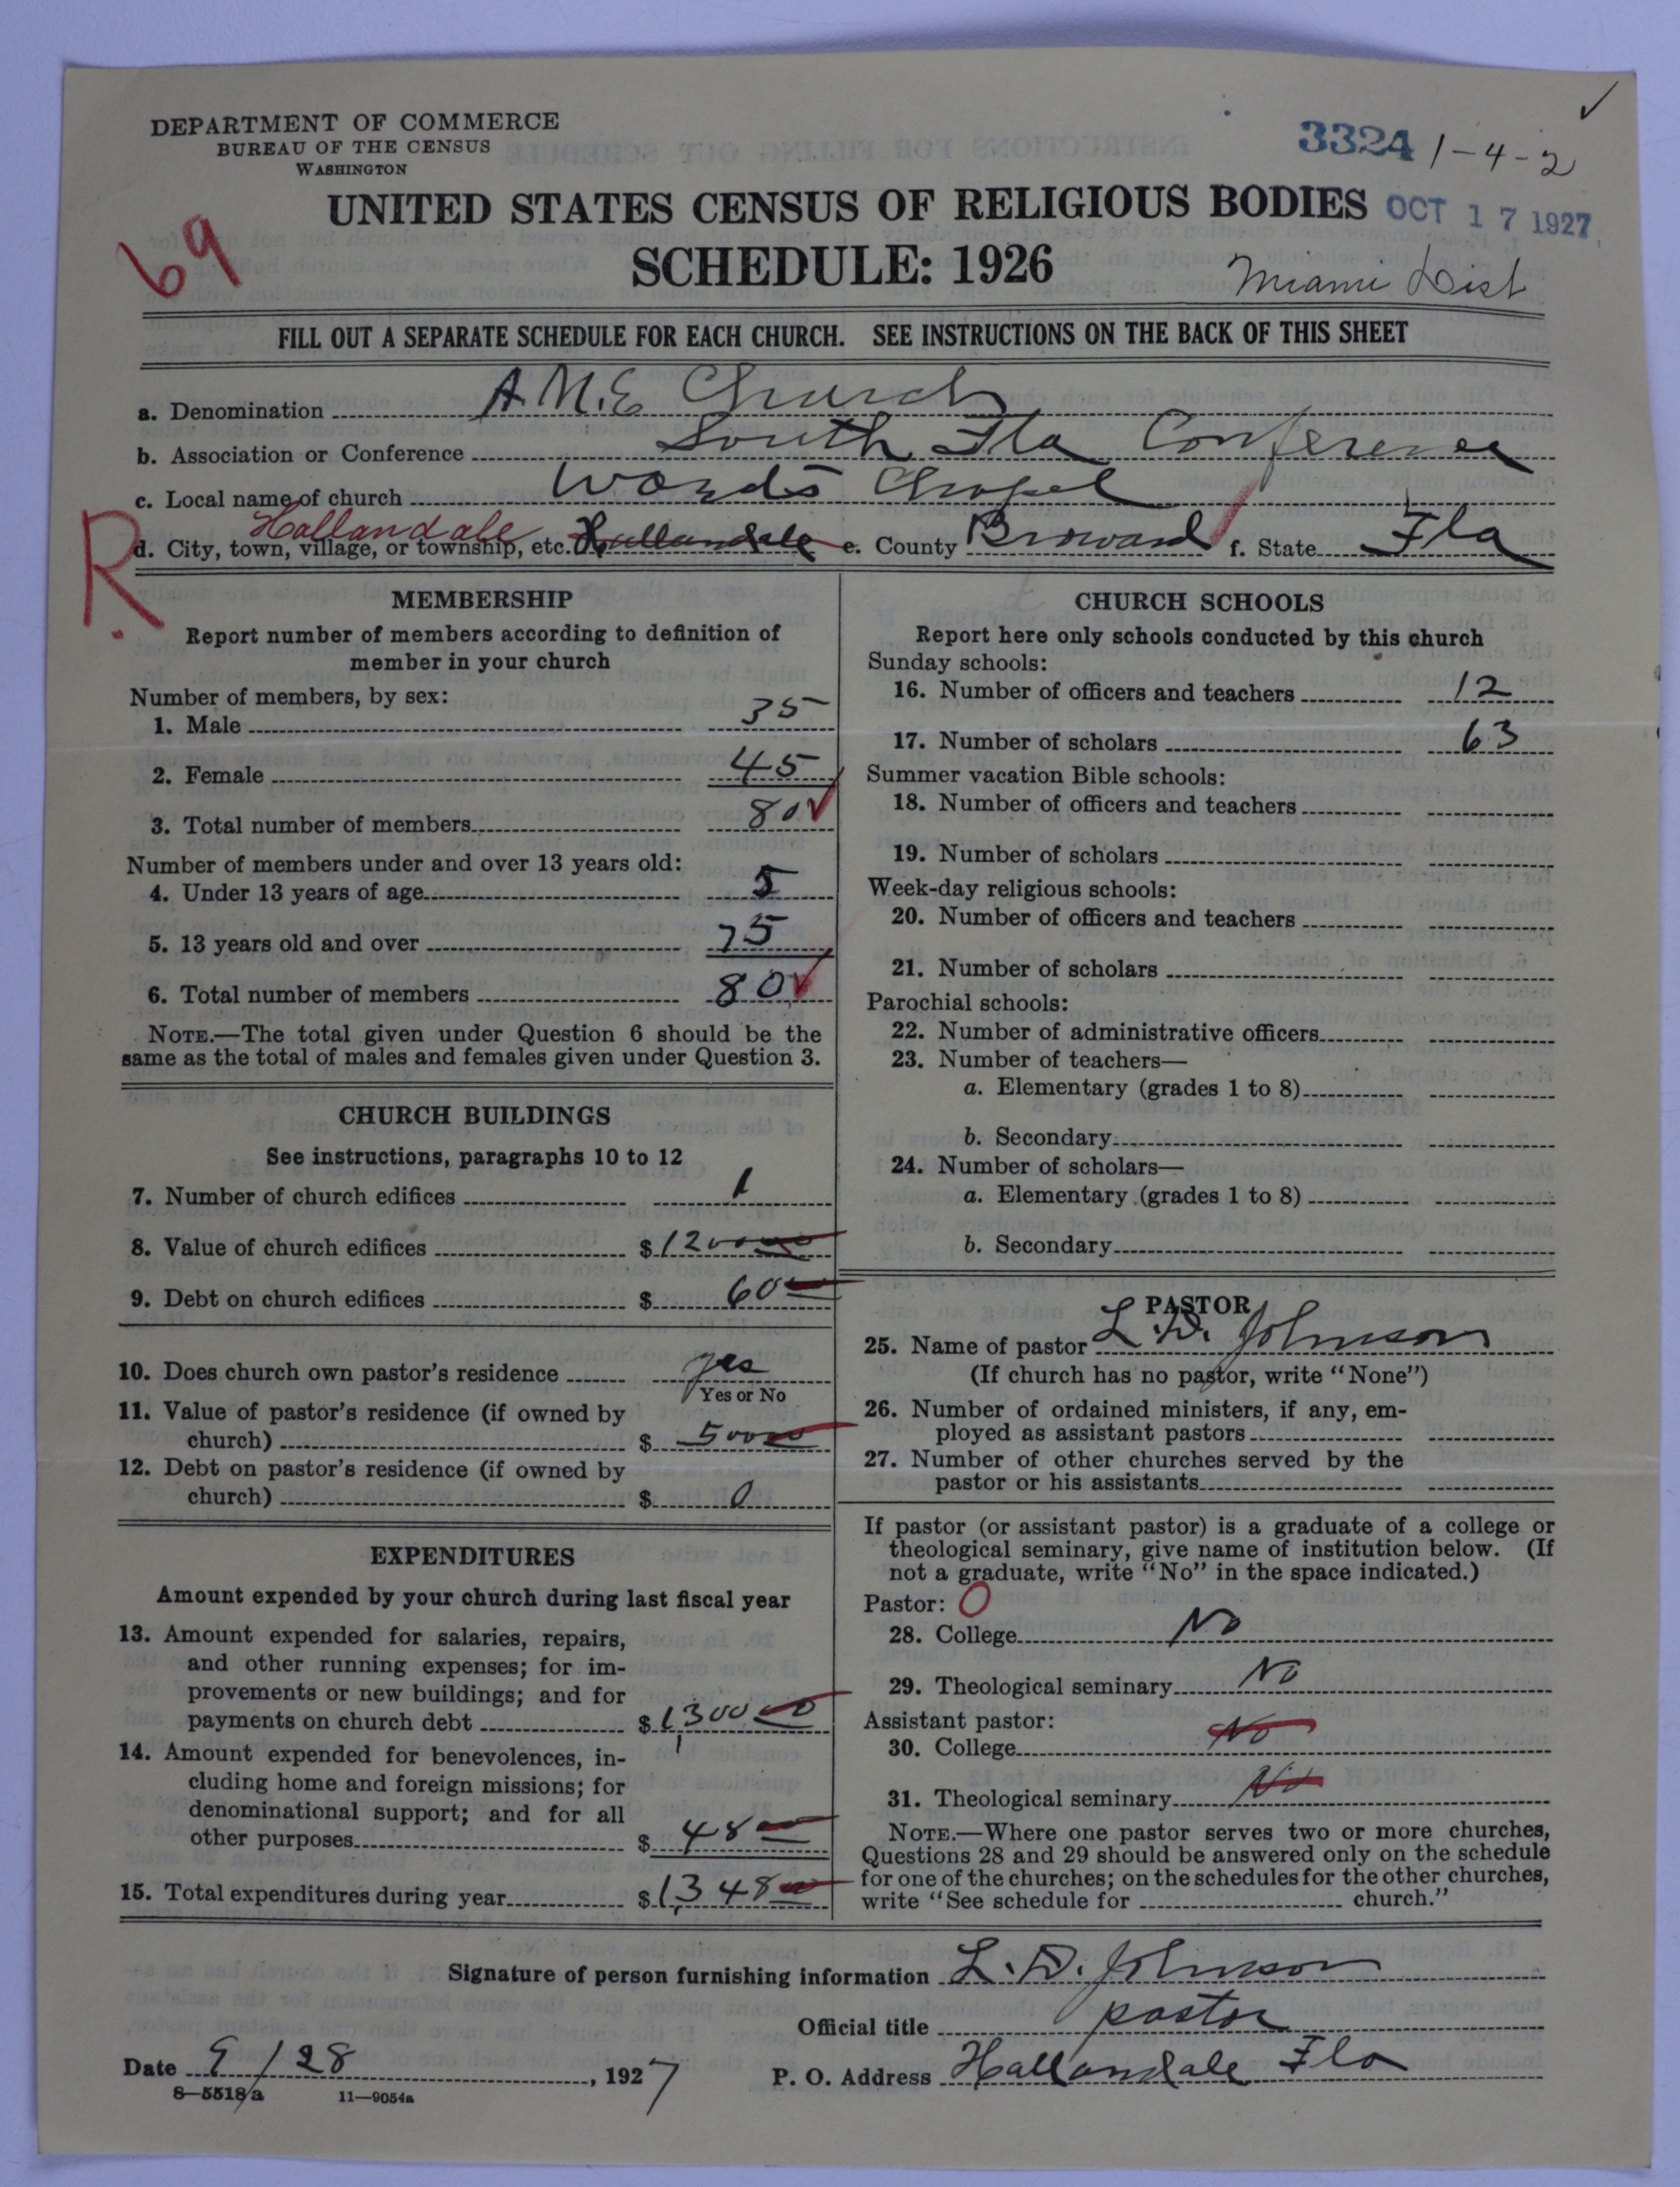 DEPARTMENT OF COMMERCE
BUREAU OF THE CENSUS
WASHINGTON
3324 1-4-2
UNITED STATES CENSUS OF RELIGIOUS BODIES
OCT 17 1927
69
SCHEDULE: 1926
Miami Dist
FILL OUT A SEPARATE SCHEDULE FOR EACH CHURCH. SEE INSTRUCTIONS ON THE BACK OF THIS SHEET
a. Denomination A.M.E Church
b. Association or Conference South Fla Conference
c. Local name of church Wards Chapel
R. d. City, town, village, or township, etc. Hallandale Hallandale e. County Broward f. State Fla
MEMBERSHIP
Report number of members according to definition of
member in your church
Number of members, by sex:
1. Male 35
2. Female 45
3. Total number of members 80
Number of members under and over 13 years old:
4. Under 13 years of age 5
5. 13 years old and over 75
6. Total number of members 80
NOTE.—The total given under Question 6 should be the
same as the total of males and females given under Question 3.
CHURCH BUILDINGS
See instructions, paragraphs 10 to 12
7. Number of church edifices 1
8. Value of church edifices $1200 00
9. Debt on church edifices $ 60 00
10. Does church own pastor's residence yes
Yes or No
11. Value of pastor's residence (if owned by
church) $ 500 00
12. Debt on pastor's residence (if owned by
church) $ 0
EXPENDITURES
Amount expended by your church during last fiscal year
13. Amount expended for salaries, repairs,
and other running expenses; for im-
provements or new buildings; and for
payments on church debt $1,300 00
14. Amount expended for benevolences, in-
cluding home and foreign missions; for
denominational support; and for all
other purposes $ 48 00
15. Total expenditures during year $1,348 00
CHURCH SCHOOLS
Report here only schools conducted by this church
Sunday schools:
16. Number of officers and teachers 12
17. Number of scholars 63
Summer vacation Bible schools:
18. Number of officers and teachers
19. Number of scholars
Week-day religious schools:
20. Number of officers and teachers
21. Number of scholars
Parochial schools:
22. Number of administrative officers
23. Number of teachers—
a. Elementary (grades 1 to 8)
b. Secondary
24. Number of scholars—
a. Elementary (grades 1 to 8)
b. Secondary
PASTOR
25. Name of pastor L.D. Johnson
(If church has no pastor, write "None")
26. Number of ordained ministers, if any, em-
ployed as assistant pastors
27. Number of other churches served by the
pastor or his assistants
If pastor (or assistant pastor) is a graduate of a college or
theological seminary, give name of institution below. (If
not a graduate, write "No" in the space indicated.)
Pastor: 0
28. College No
29. Theological seminary No
Assistant pastor:
30. College No
31. Theological seminary No
NOTE.—Where one pastor serves two or more churches,
Questions 28 and 29 should be answered only on the schedule
for one of the churches; on the schedules for the other churches,
write "See schedule for church."
Signature of person furnishing information L. D. Johnson
Official title pastor
Date 9/28, 1927 P. O. Address Hallandale Fla
8—5518/a 11—9054a